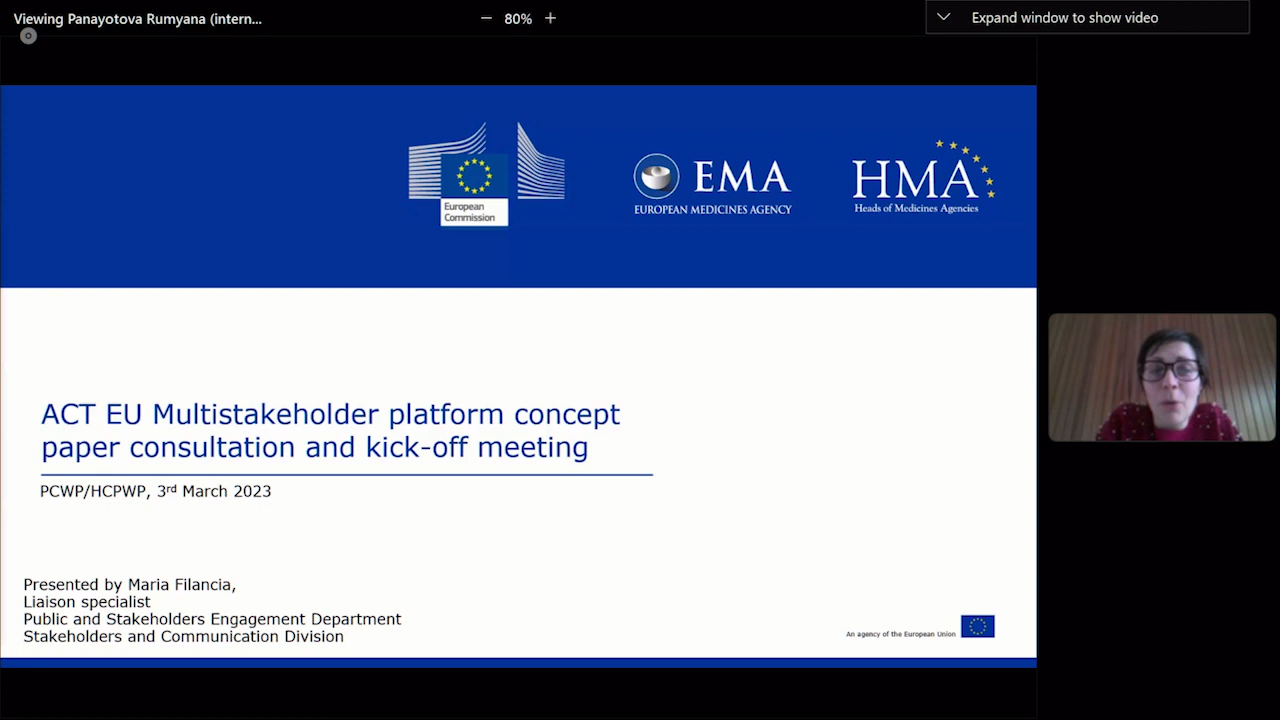 Viewing Panayotova Rumyana (intern...
80%
Expand window to show video
European
Commission
EMA
EUROPEAN MEDICINES AGENCY
HMA
Heads of Medicines Agencies
ACT EU Multistakeholder platform concept
paper consultation and kick-off meeting
PCWP/HCPWP, 3rd March 2023
Presented by Maria Filancia,
Liaison specialist
Public and Stakeholders Engagement Department
Stakeholders and Communication Division
An agency of the European Union